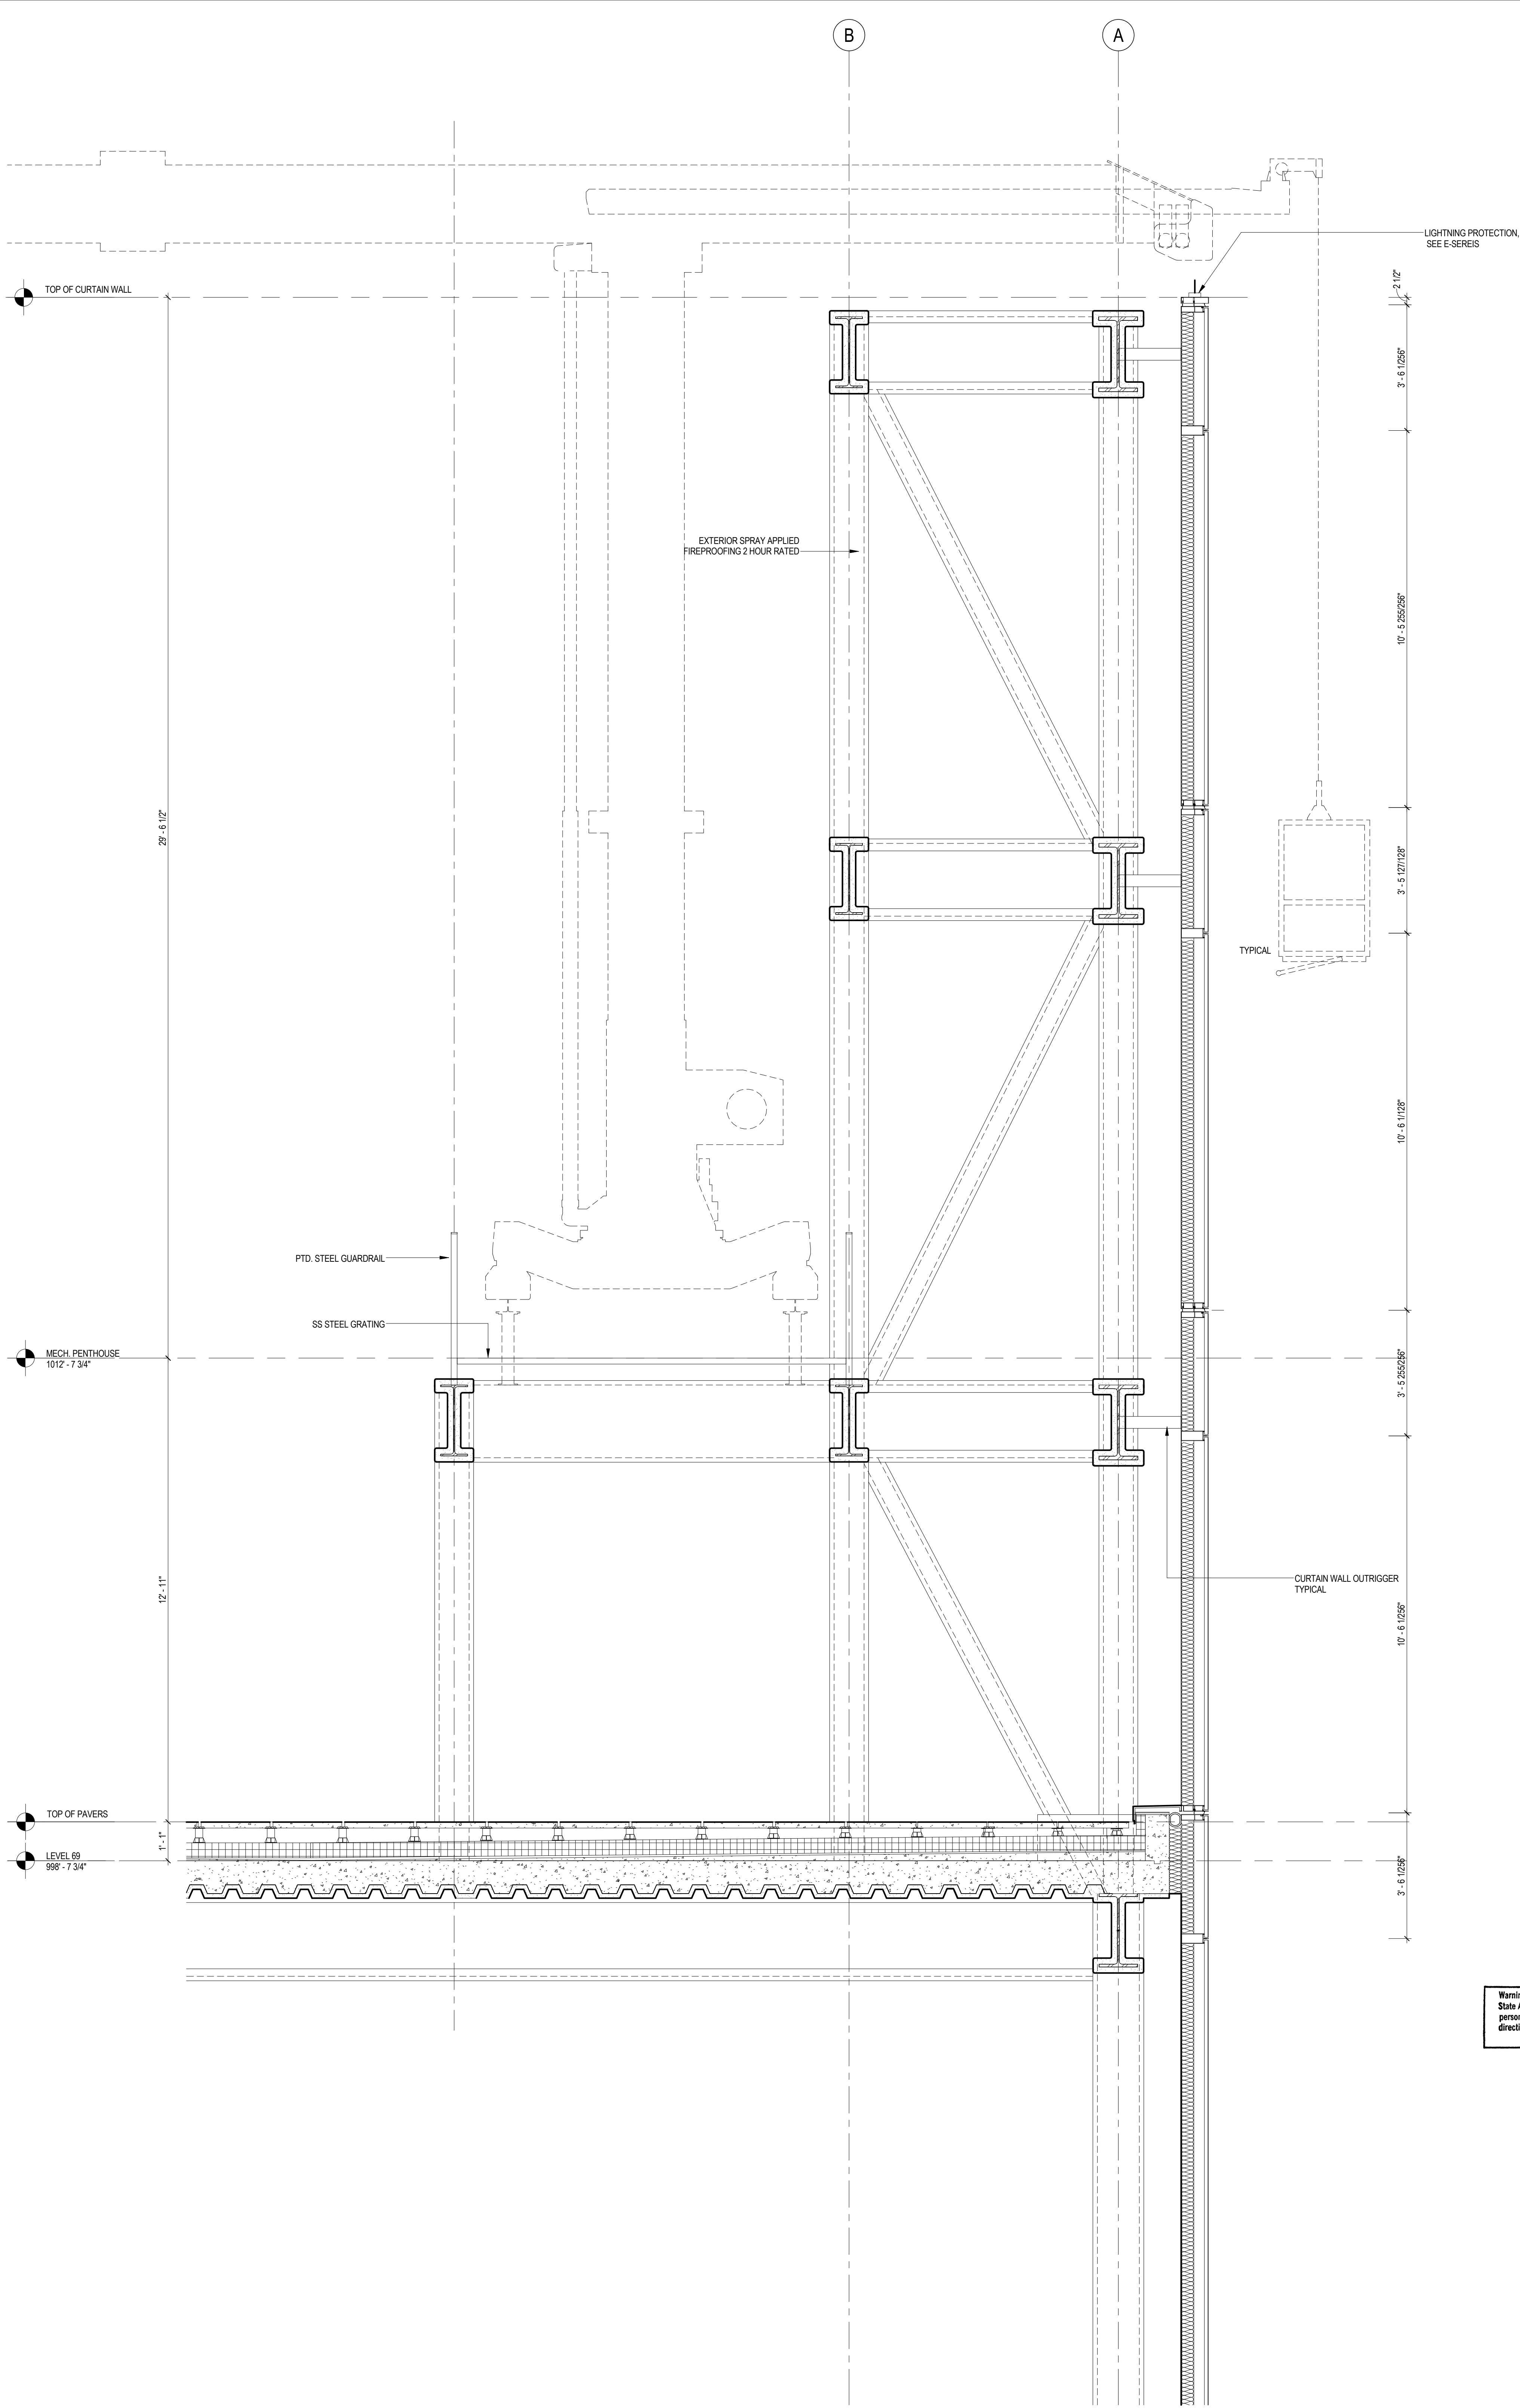 B
A
LIGHTNING PROTECTION,
SEE E-SEREIS
TOP OF CURTAIN WALL
2 1/2"
3' - 6 1/256"
EXTERIOR SPRAY APPLIED
FIREPROOFING 2 HOUR RATED
10' - 5 255/256"
29' - 6 1/2"
3' - 5 127/128"
TYPICAL
10' - 6 1/128"
PTD. STEEL GUARDRAIL
SS STEEL GRATING
MECH. PENTHOUSE
1012' - 7 3/4"
3' - 5 255/256"
12' - 11"
CURTAIN WALL OUTRIGGER
TYPICAL
10' - 6 1/256"
TOP OF PAVERS
1' - 1"
LEVEL 69
998' - 7 3/4"
3' - 6 1/256"
State